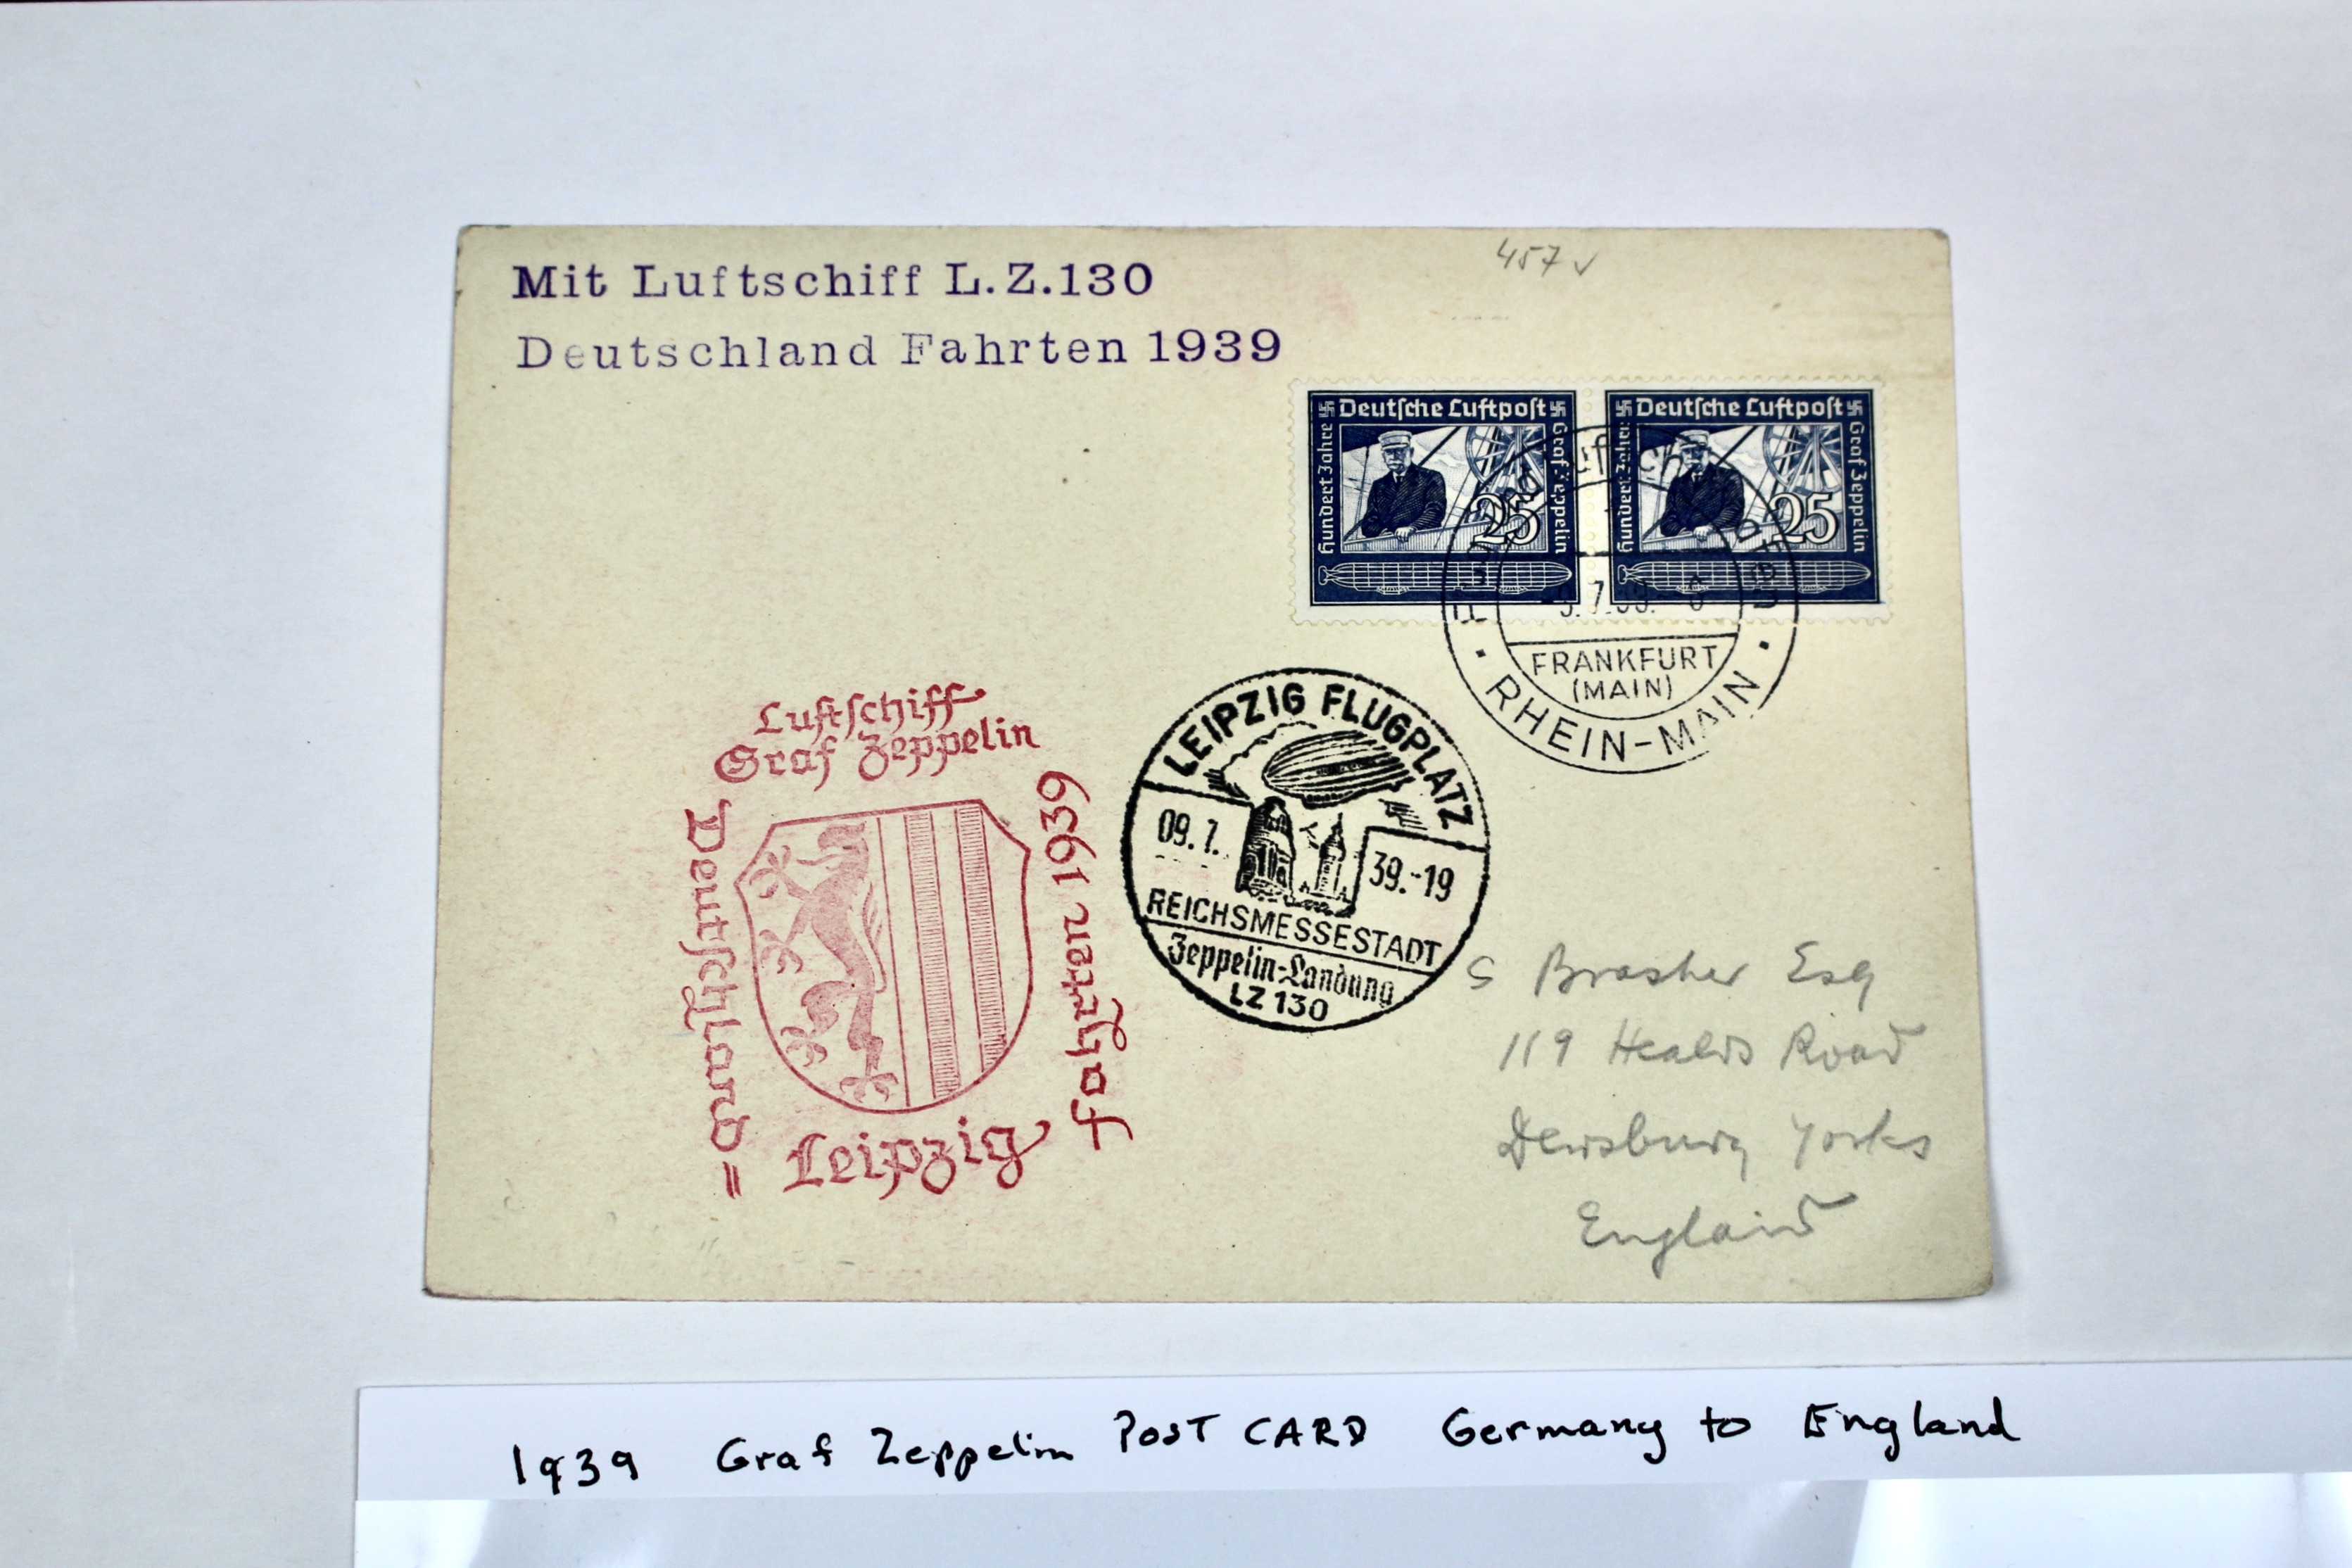 Mit Luftschiff L.Z.130
Deutschland Fahrten 1939
457 ✓
Deutſche Luftpoſt
Hundert Jahre
Graf Zeppelin
25
Deutſche Luftpoſt
Hundert Jahre
Graf Zeppelin
25
9.7.39.
FRANKFURT
(MAIN)
RHEIN-MAIN
Luftſchiff
Graf Zeppelin
Deutſchland=
fahrten 1939
Leipzig
LEIPZIG FLUGPLATZ
09.7. 39.-19
REICHSMESSESTADT
Zeppelin-Landung
LZ 130
S Brasher Esq
119 Healds Road
Dewsbury Yorks
England
1939 Graf Zeppelin POST CARD Germany to England